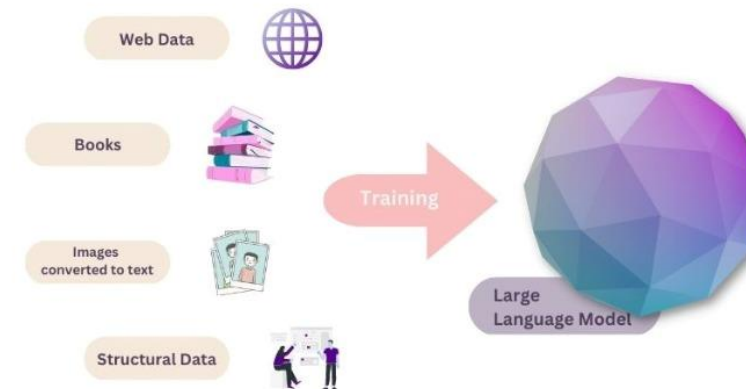 Web Data
Books
Training
Images
converted to text
Large
Language Model
Structural Data